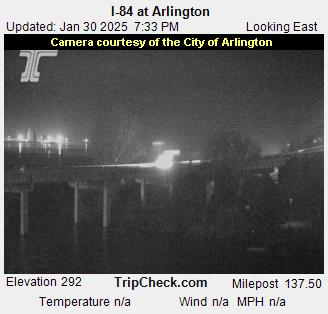 I-84 at Arlington
Updated: Jan 30 2025 7:33 PM Looking East
Camera courtesy of the City of Arlington
Elevation 292 TripCheck.com Milepost 137.50
Temperature n/a Wind n/a MPH n/a